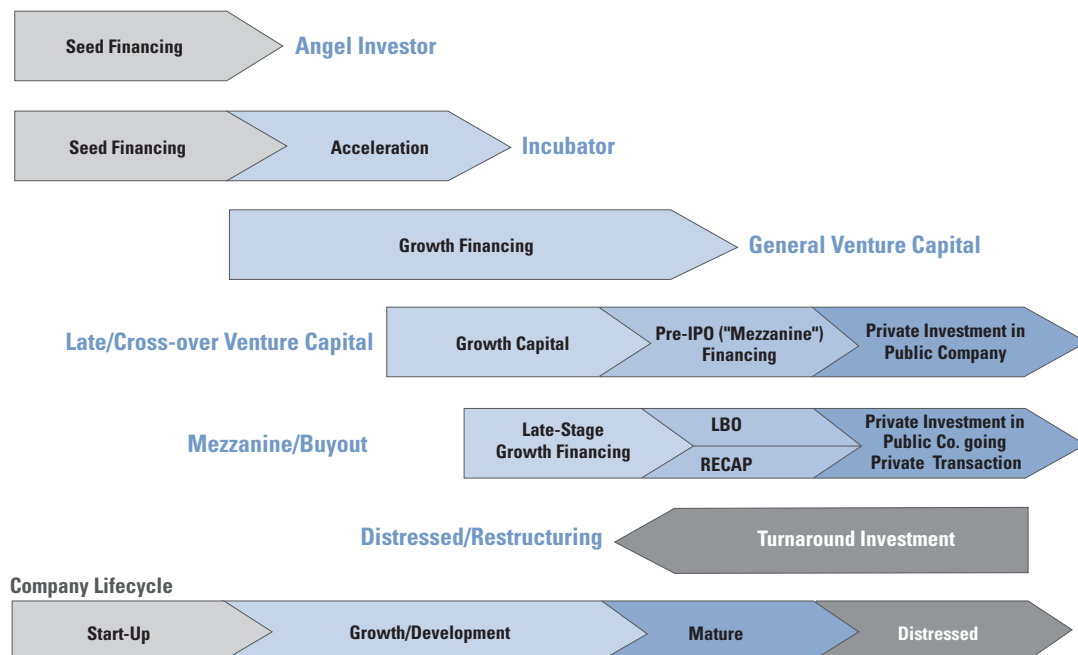 Seed Financing
Angel Investor
Seed Financing
Acceleration
Incubator
Growth Financing
General Venture Capital
Late/Cross-over Venture Capital
Growth Capital
Pre-IPO ("Mezzanine")
Financing
Private Investment in
Public Company
Mezzanine/Buyout
Late-Stage
Growth Financing
LBO
RECAP
Private Investment in
Public Co. going
Private Transaction
Distressed/Restructuring
Turnaround Investment
Company Lifecycle
Start-Up
Growth/Development
Mature
Distressed